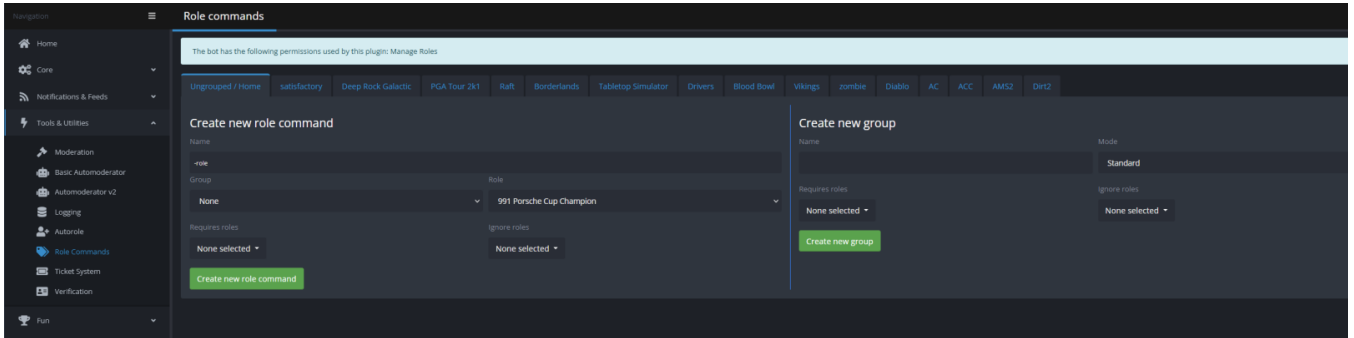 Navigation
Home
Core
Notifications & Feeds
Tools & Utilities
Moderation
Basic Automoderator
Automoderator v2
Logging
Autorole
Role Commands
Ticket System
Verification
Fun
Role commands
The bot has the following permissions used by this plugin: Manage Roles
Ungrouped / Home satisfactory Deep Rock Galactic PGA Tour 2k1 Raft Borderlands Tabletop Simulator Drivers Blood Bowl Vikings zombie Diablo AC ACC AMS2 Dirt2
Create new role command
Name
-role
Group Role
None 991 Porsche Cup Champion
Requires roles Ignore roles
None selected None selected
Create new role command
Create new group
Name Mode
Standard
Requires roles Ignore roles
None selected None selected
Create new group